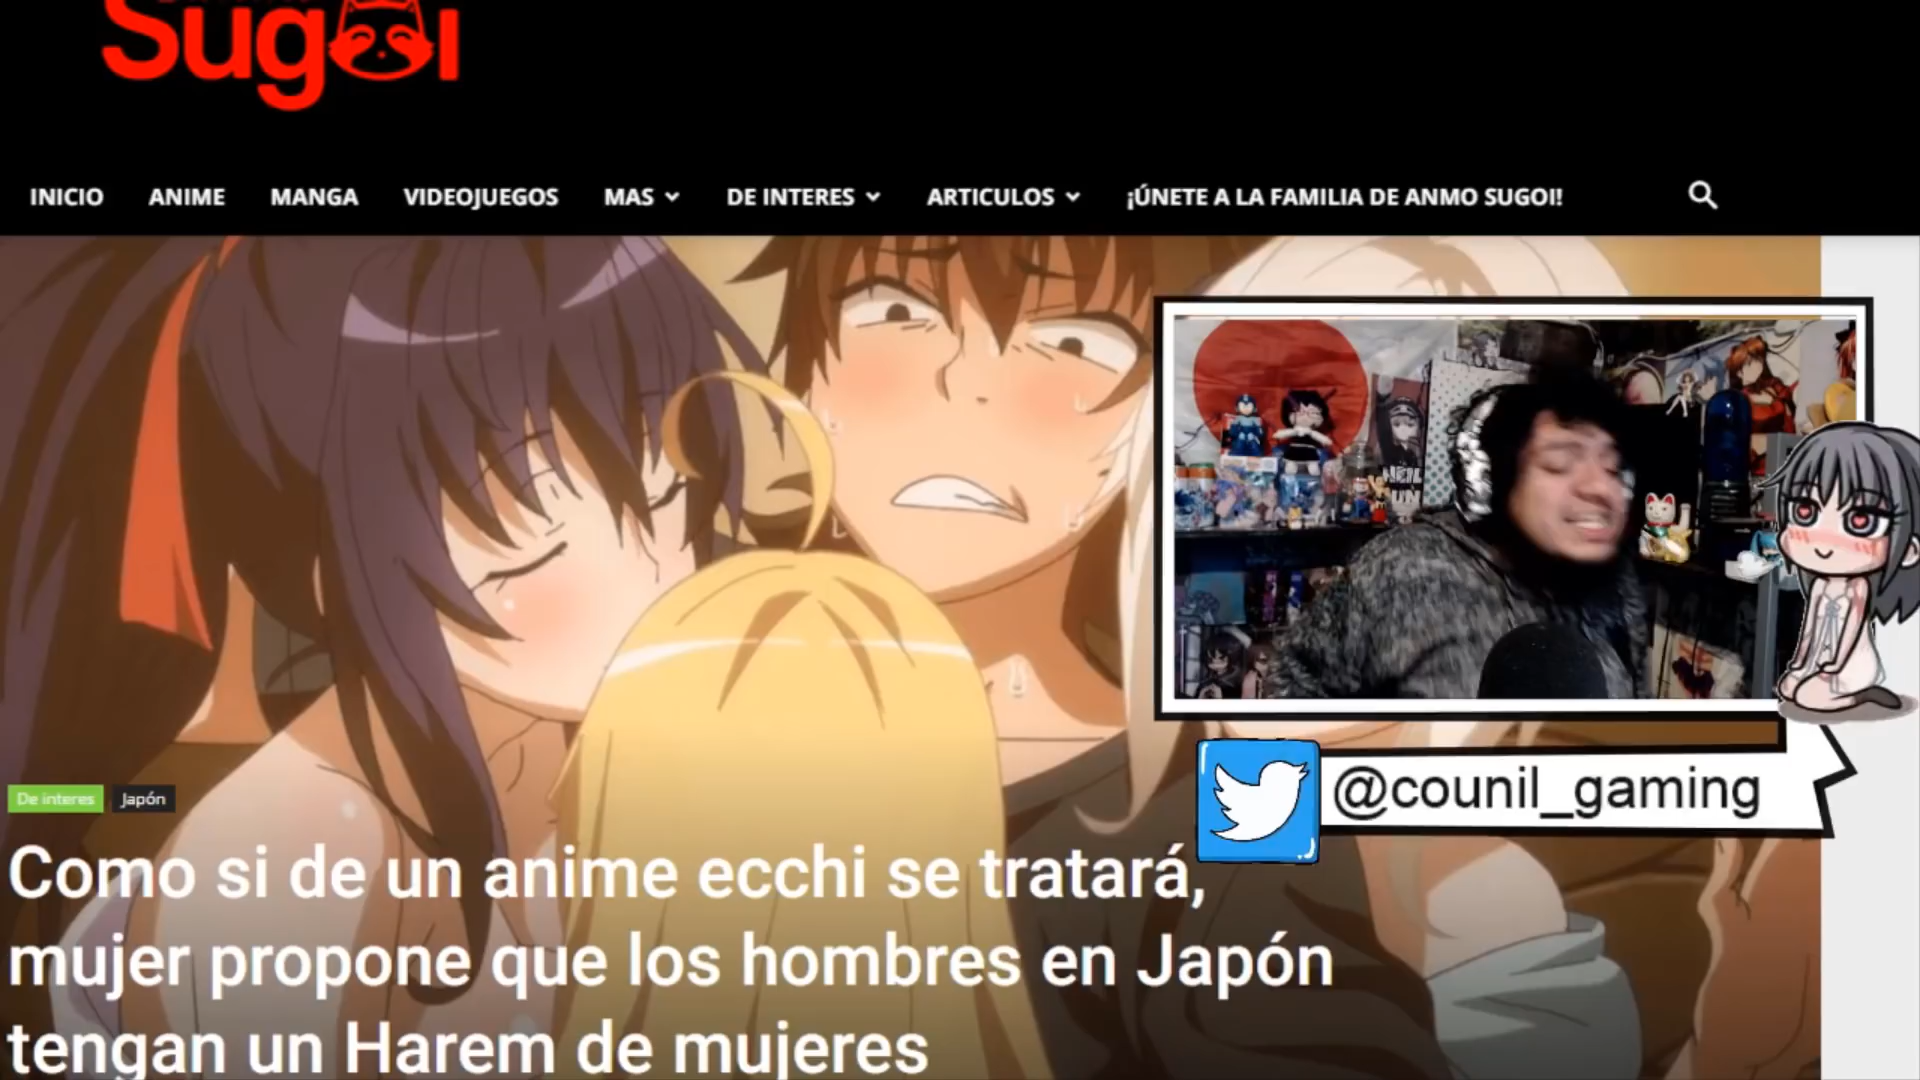 Sugoi
INICIO
ANIME
MANGA
VIDEOJUEGOS
MAS
DE INTERES
ARTICULOS
¡ÚNETE A LA FAMILIA DE ANMO SUGOI!
@counil_gaming
De interes
Japón
Como si de un anime ecchi se tratará,
mujer propone que los hombres en Japón
tengan un Harem de mujeres